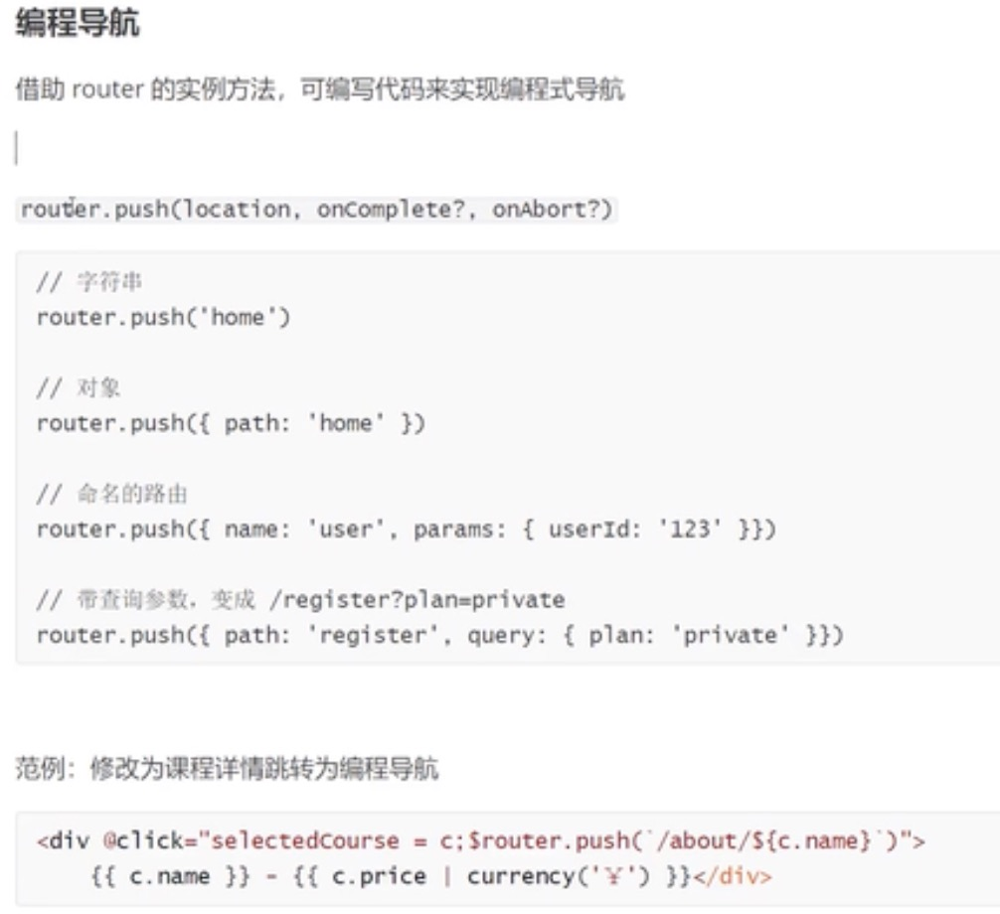 编程导航
借助 router 的实例方法，可编写代码来实现编程式导航
router.push(location, onComplete?, onAbort?)
// 字符串
router.push('home')
// 对象
router.push({ path: 'home' })
// 命名的路由
router.push({ name: 'user', params: { userId: '123' }})
// 带查询参数，变成 /register?plan=private
router.push({ path: 'register', query: { plan: 'private' }})
范例：修改为课程详情跳转为编程导航
<div @click="selectedCourse = c;$router.push(`/about/${c.name}`)">
{{ c.name }} - {{ c.price | currency('¥') }}</div>